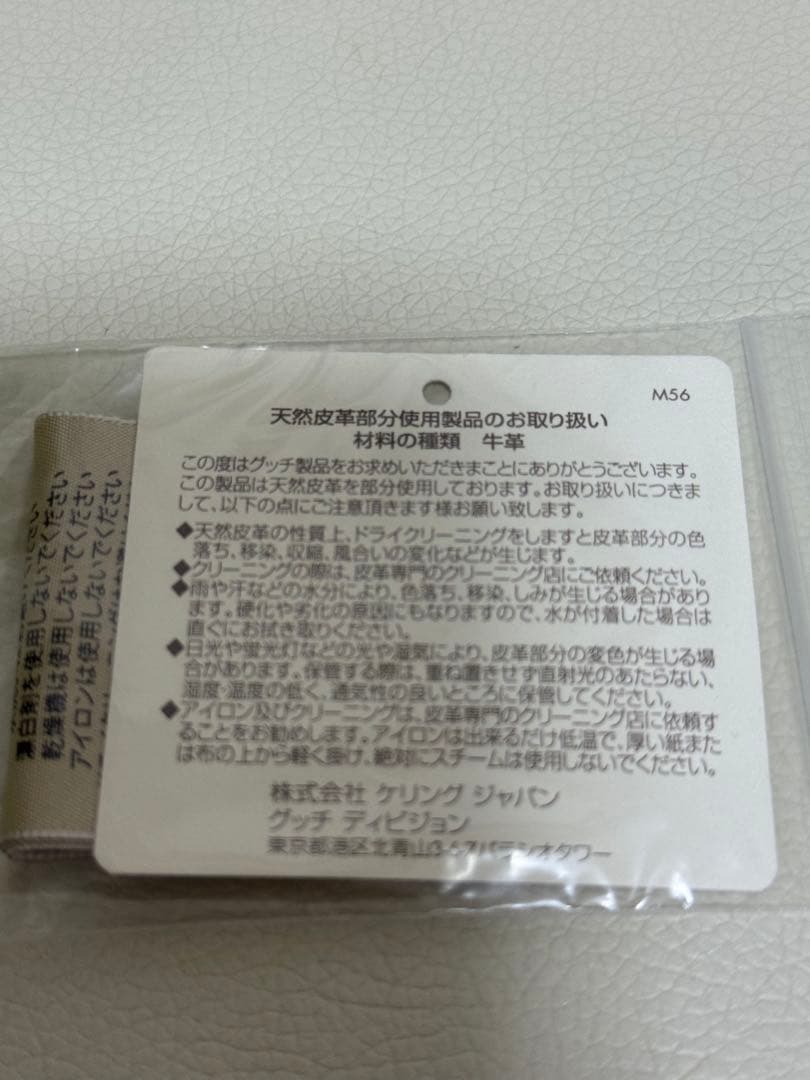 M56
天然皮革部分使用製品のお取り扱い
材料の種類 牛革
この度はグッチ製品をお求めいただきまことにありがとうございます。
この製品は天然皮革を部分使用しております。お取り扱いにつきま
して、以下の点にご注意頂きます様お願い致します。
◆天然皮革の性質上、ドライクリーニングをしますと皮革部分の色
落ち、移染、収縮、風合いの変化などが生じます。
◆クリーニングの際は、皮革専門のクリーニング店にご依頼ください。
◆雨や汗などの水分により、色落ち、移染、しみが生じる場合があり
ます。硬化や劣化の原因にもなりますので、水が付着した場合は
直ぐにお拭き取りください。
◆日光や蛍光灯などの光や湿気により、皮革部分の変色が生じる場
合があります。保管する際は、重ね置きせず直射光のあたらない、
湿度・温度の低く、通気性の良いところに保管してください。
◆アイロン及びクリーニングは、皮革専門のクリーニング店に依頼す
ることをお勧めします。アイロンは出来るだけ低温で、厚い紙また
は布の上から軽く掛け、絶対にスチームは使用しないでください。
株式会社 ケリング ジャパン
グッチ ディビジョン
東京都港区北青山3-6-7パラシオタワー
漂白剤を使用しないでください
乾燥機は使用しないでください
アイロンは使用しないでください